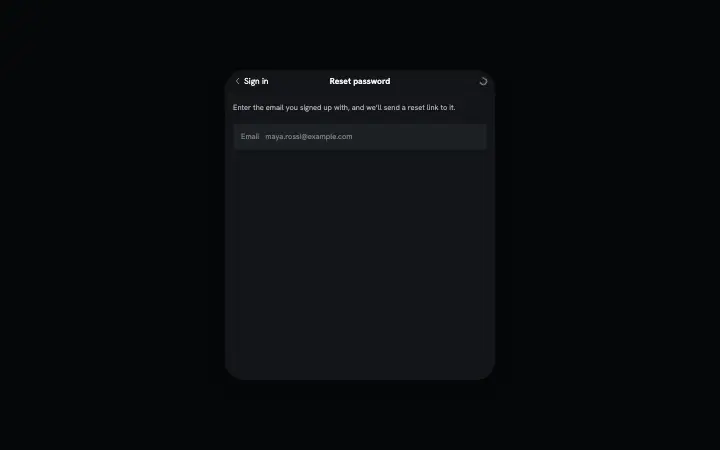 Sign in
Reset password
Enter the email you signed up with, and we'll send a reset link to it.
Email maya.rossi@example.com